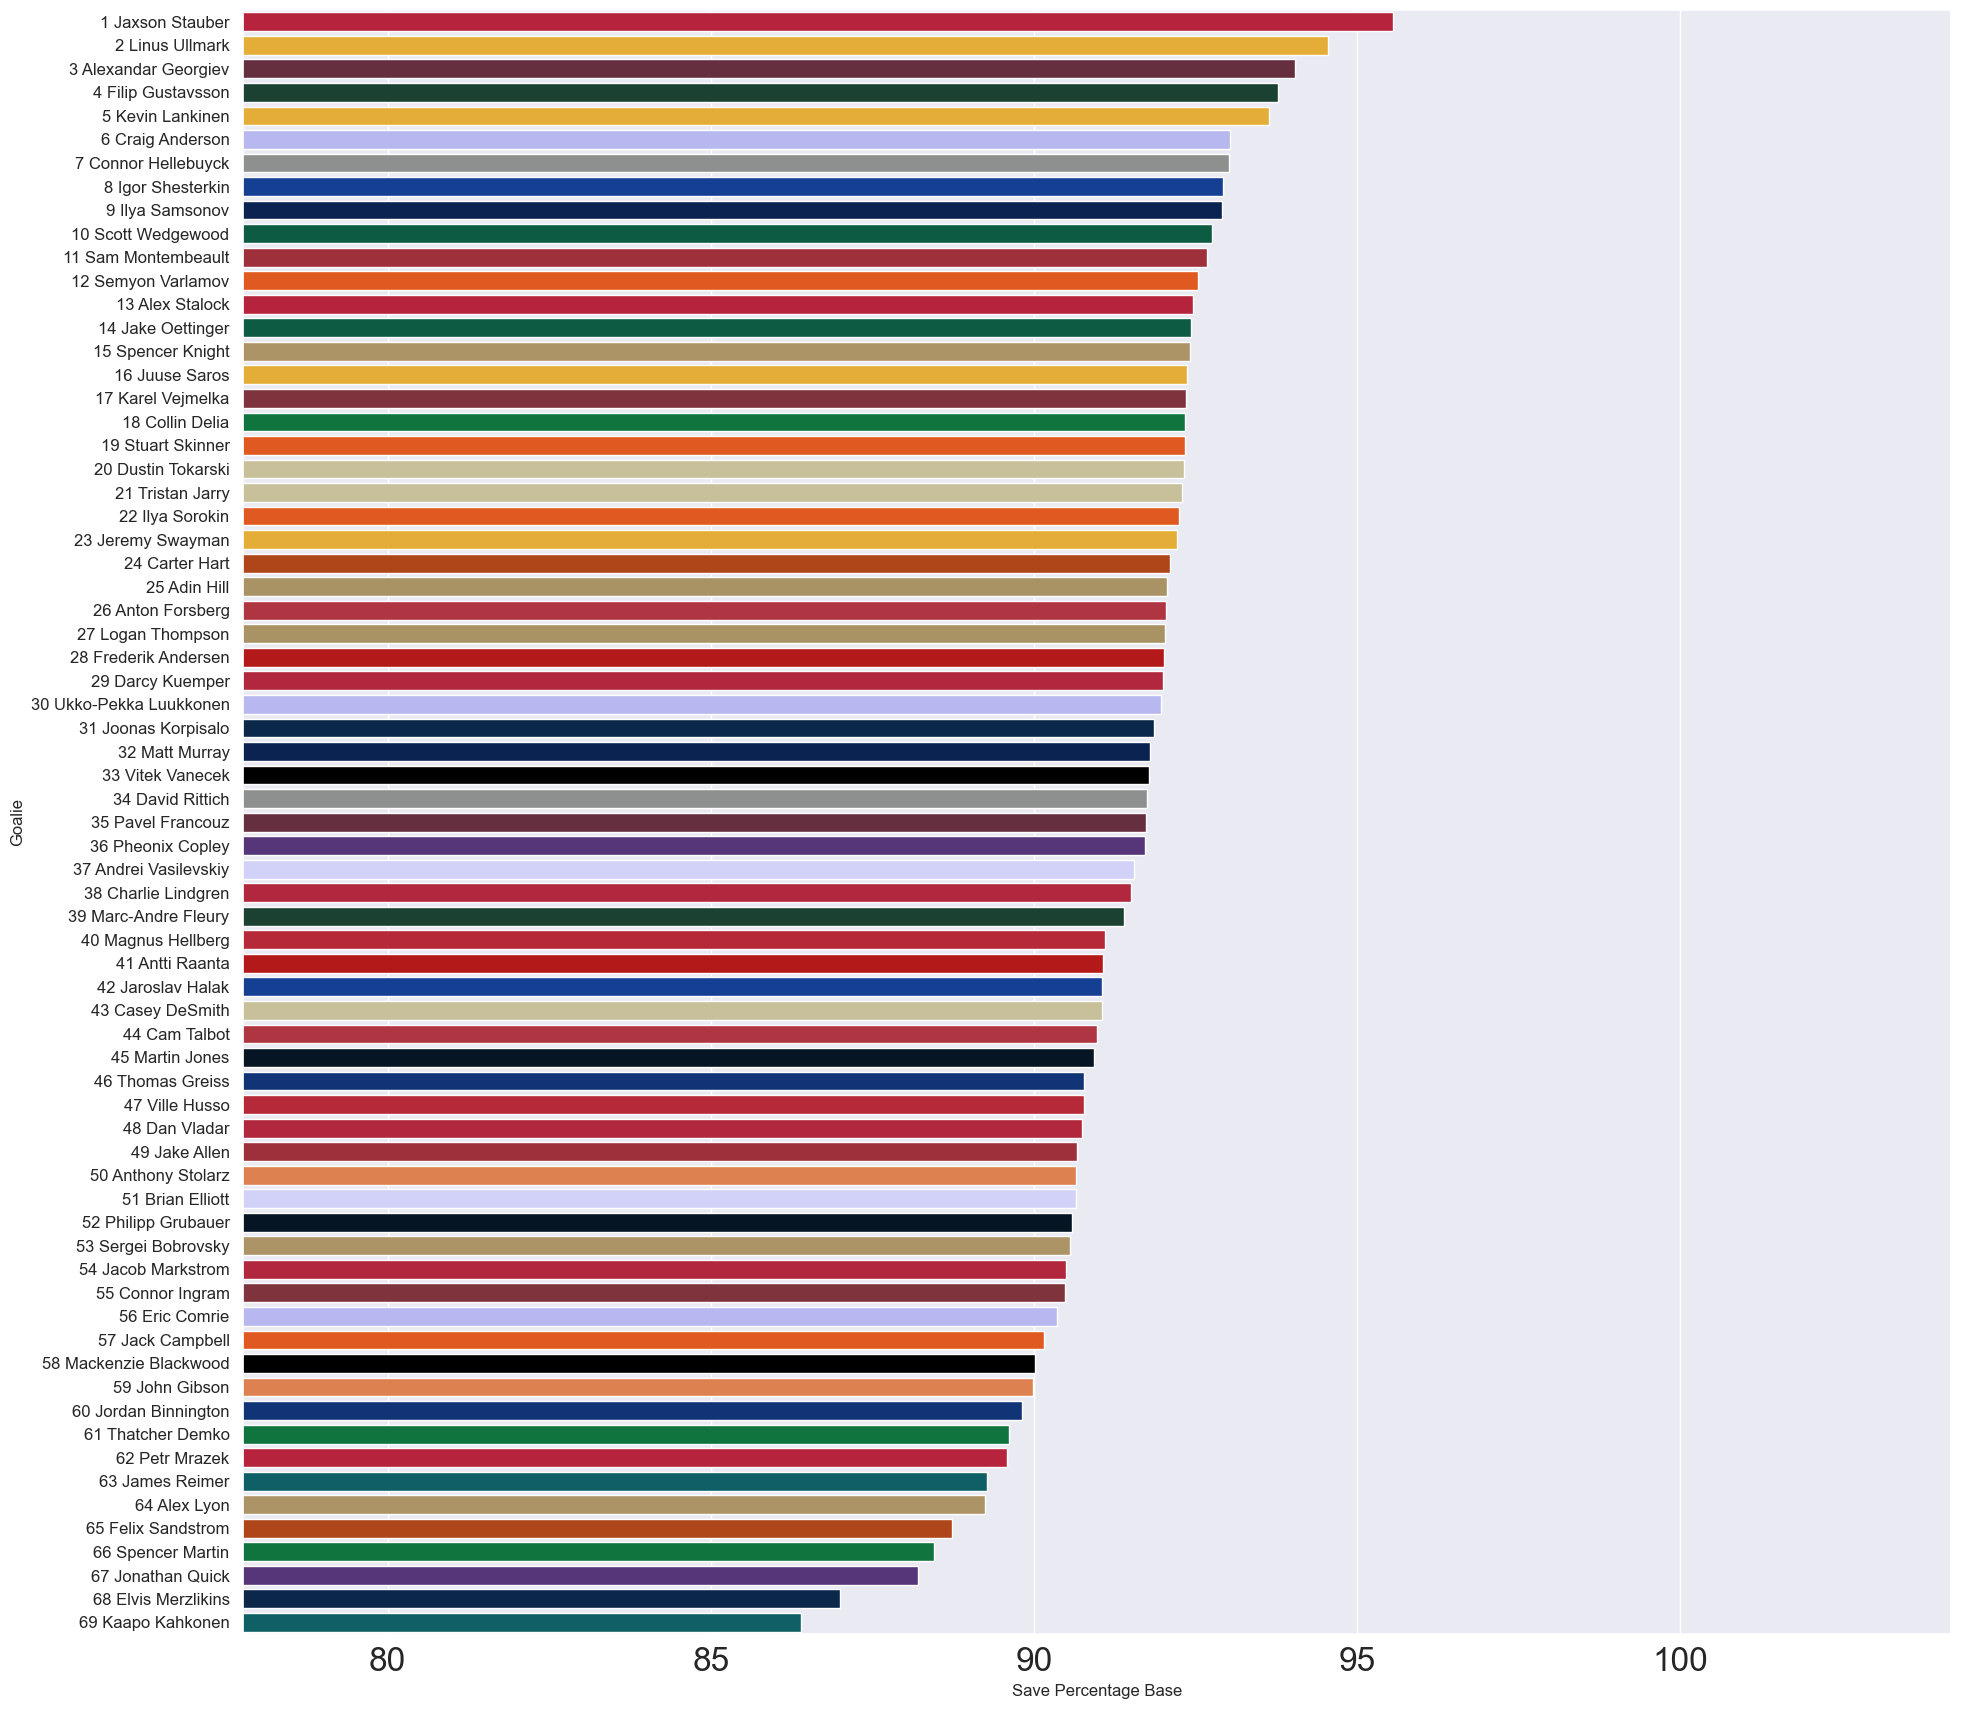 1 Jaxson Stauber
2 Linus Ullmark
3 Alexandar Georgiev
4 Filip Gustavsson
5 Kevin Lankinen
6 Craig Anderson
7 Connor Hellebuyck
8 Igor Shesterkin
9 Ilya Samsonov
10 Scott Wedgewood
11 Sam Montembeault
12 Semyon Varlamov
13 Alex Stalock
14 Jake Oettinger
15 Spencer Knight
16 Juuse Saros
17 Karel Vejmelka
18 Collin Delia
19 Stuart Skinner
20 Dustin Tokarski
21 Tristan Jarry
22 Ilya Sorokin
23 Jeremy Swayman
24 Carter Hart
25 Adin Hill
26 Anton Forsberg
27 Logan Thompson
28 Frederik Andersen
29 Darcy Kuemper
30 Ukko-Pekka Luukkonen
31 Joonas Korpisalo
32 Matt Murray
33 Vitek Vanecek
34 David Rittich
35 Pavel Francouz
36 Pheonix Copley
37 Andrei Vasilevskiy
38 Charlie Lindgren
39 Marc-Andre Fleury
40 Magnus Hellberg
41 Antti Raanta
42 Jaroslav Halak
43 Casey DeSmith
44 Cam Talbot
45 Martin Jones
46 Thomas Greiss
47 Ville Husso
48 Dan Vladar
49 Jake Allen
50 Anthony Stolarz
51 Brian Elliott
52 Philipp Grubauer
53 Sergei Bobrovsky
54 Jacob Markstrom
55 Connor Ingram
56 Eric Comrie
57 Jack Campbell
58 Mackenzie Blackwood
59 John Gibson
60 Jordan Binnington
61 Thatcher Demko
62 Petr Mrazek
63 James Reimer
64 Alex Lyon
65 Felix Sandstrom
66 Spencer Martin
67 Jonathan Quick
68 Elvis Merzlikins
69 Kaapo Kahkonen
Goalie
80 85 90 95 100
Save Percentage Base